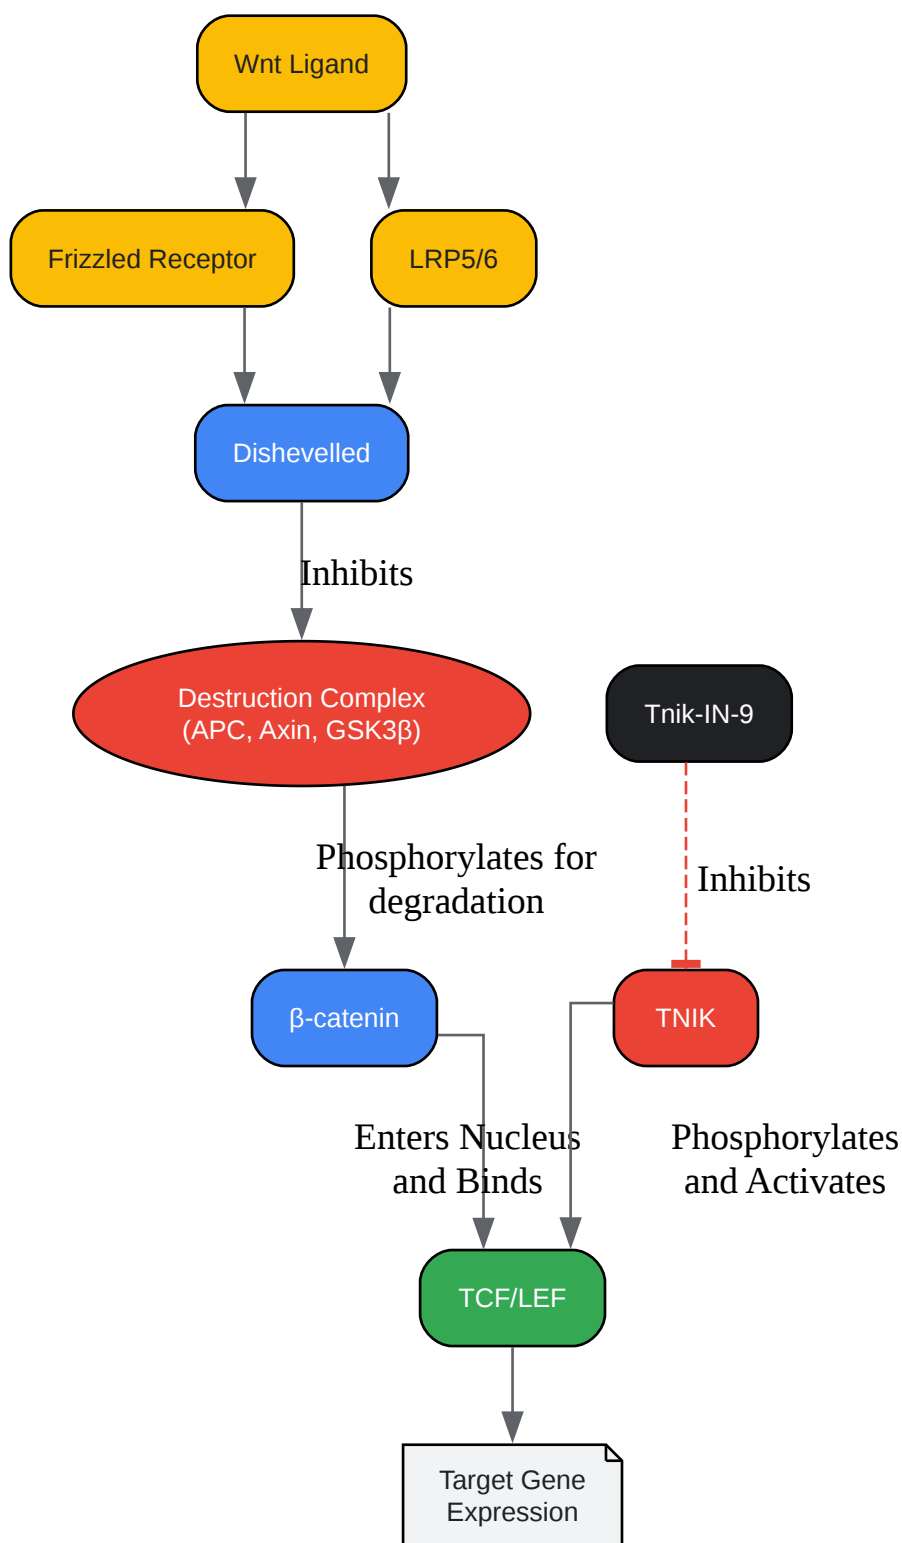 Wnt Ligand
Frizzled Receptor
LRP5/6
Dishevelled
Inhibits
Destruction Complex
(APC, Axin, GSK3β)
Tnik-IN-9
Phosphorylates for
degradation
Inhibits
β-catenin
TNIK
Enters Nucleus
and Binds
Phosphorylates
and Activates
TCF/LEF
Target Gene
Expression